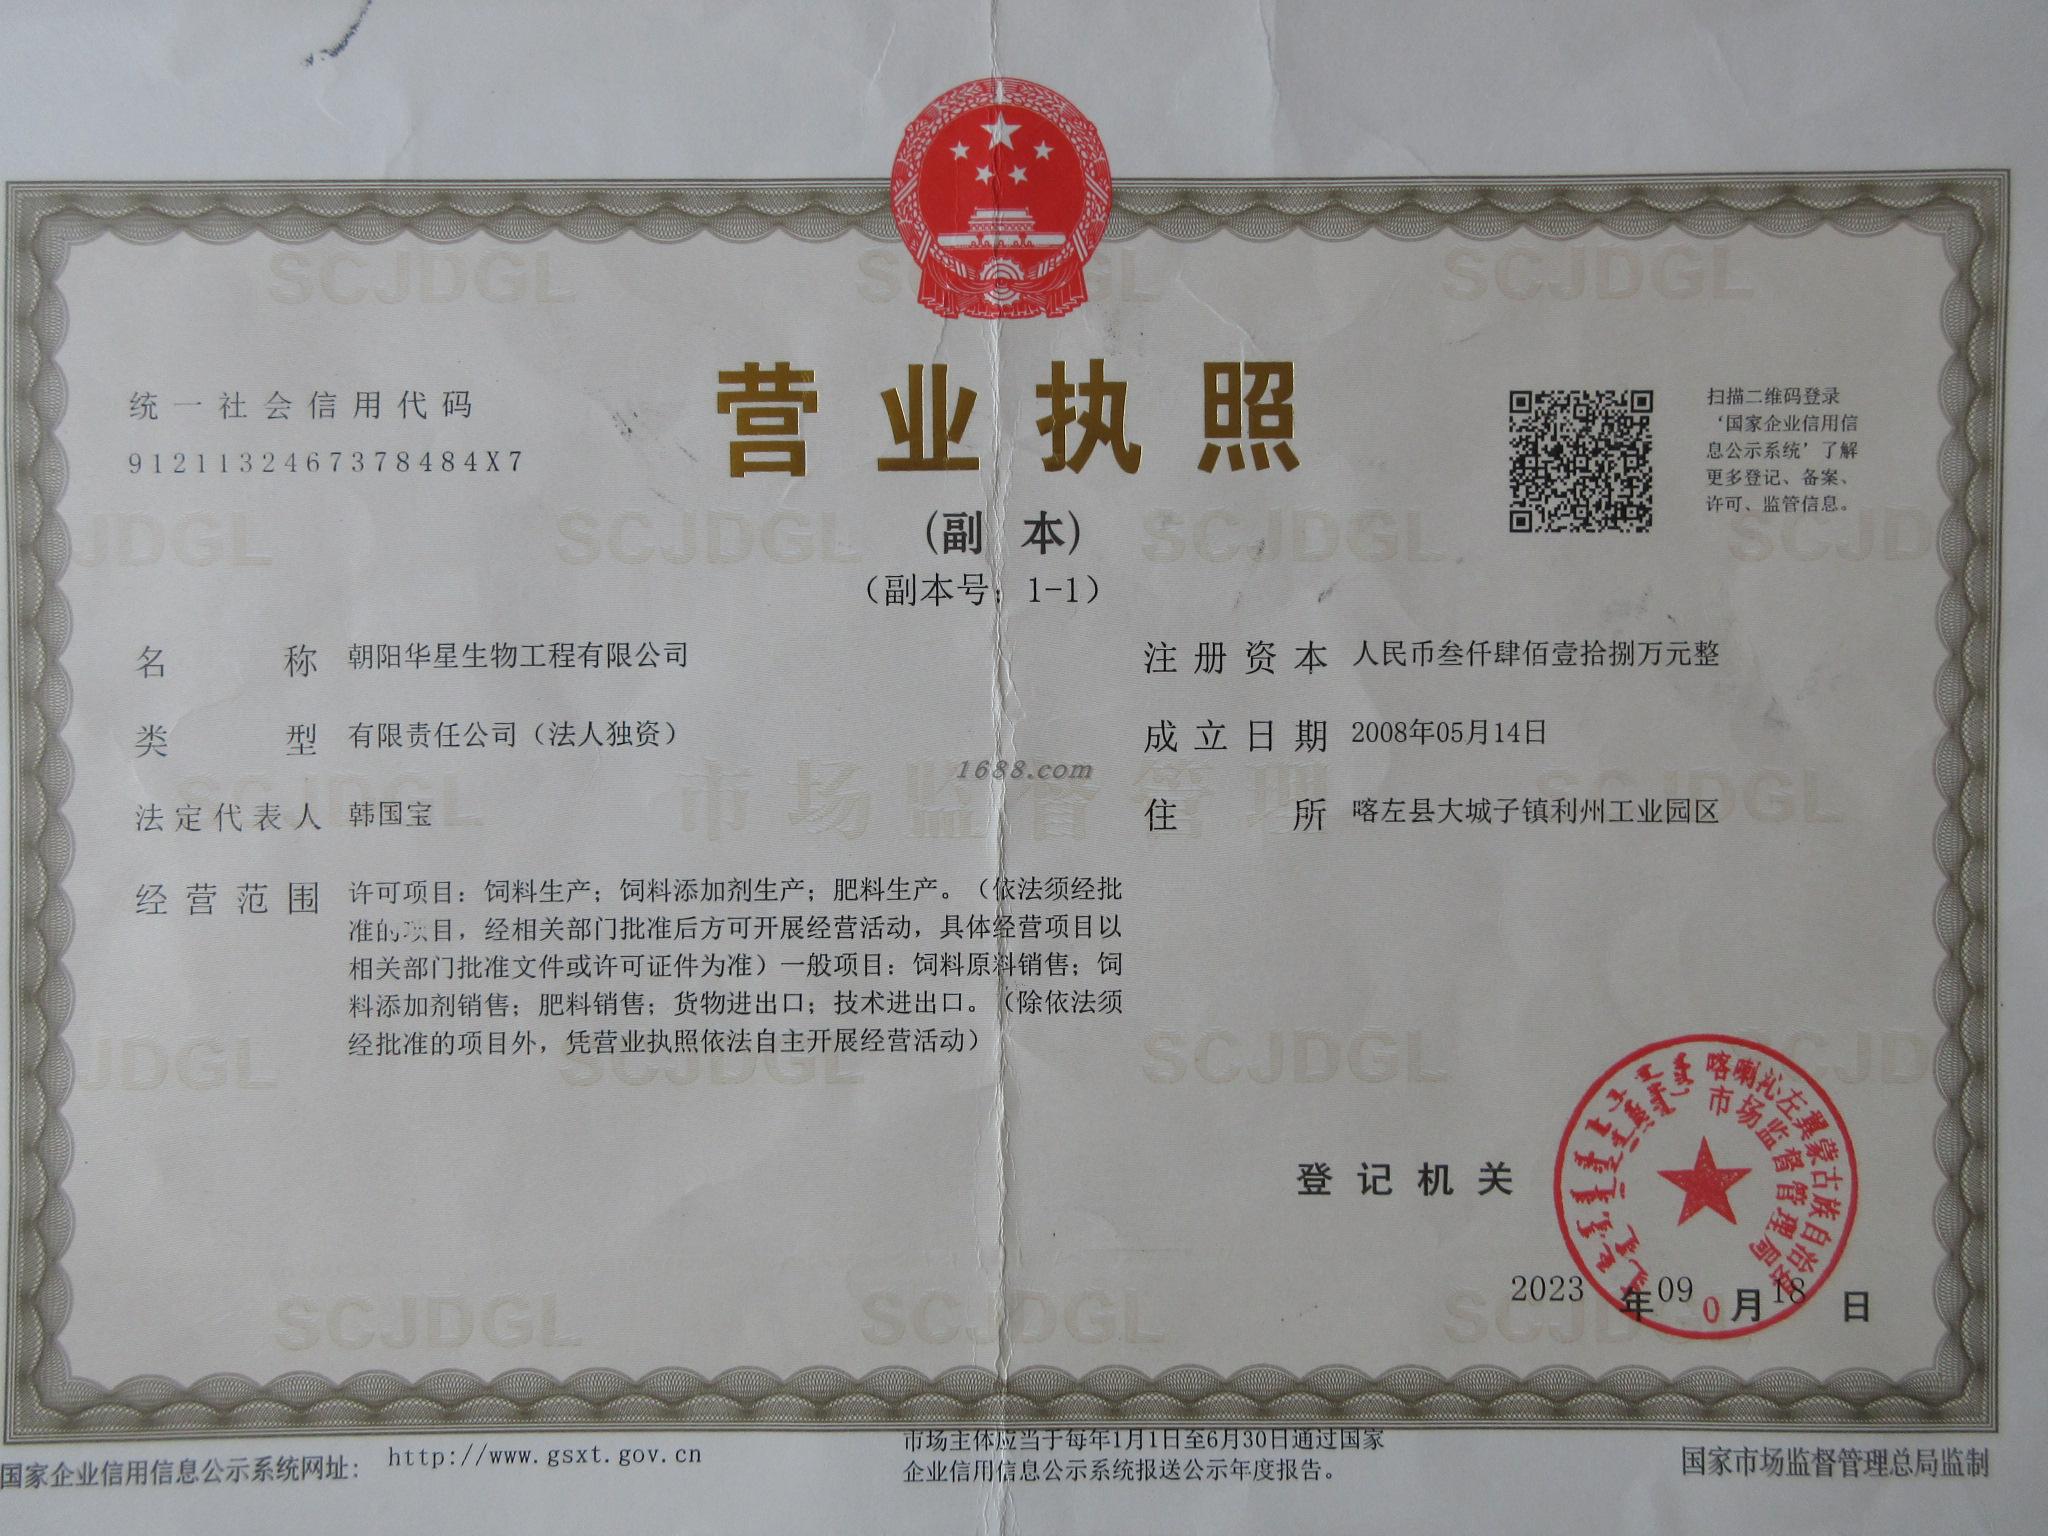 营业执照
(副 本)
（副本号：1-1）
统一社会信用代码
9121132467378484X7
扫描二维码登录
‘国家企业信用信
息公示系统’了解
更多登记、备案、
许可、监管信息。
名 称 朝阳华星生物工程有限公司
类 型 有限责任公司（法人独资）
法定代表人 韩国宝
经营范围 许可项目：饲料生产；饲料添加剂生产；肥料生产。（依法须经批
准的项目，经相关部门批准后方可开展经营活动，具体经营项目以
相关部门批准文件或许可证件为准）一般项目：饲料原料销售；饲
料添加剂销售；肥料销售；货物进出口；技术进出口。（除依法须
经批准的项目外，凭营业执照依法自主开展经营活动）
注册资本 人民币叁仟肆佰壹拾捌万元整
成立日期 2008年05月14日
住 所 喀左县大城子镇利州工业园区
1688.com
市场监督管理
SCJDGL
登记机关
喀喇沁左翼蒙古族自治县
市场监督管理局
2023年09月18日
国家企业信用信息公示系统网址：http://www.gsxt.gov.cn
市场主体应当于每年1月1日至6月30日通过国家
企业信用信息公示系统报送公示年度报告。
国家市场监督管理总局监制